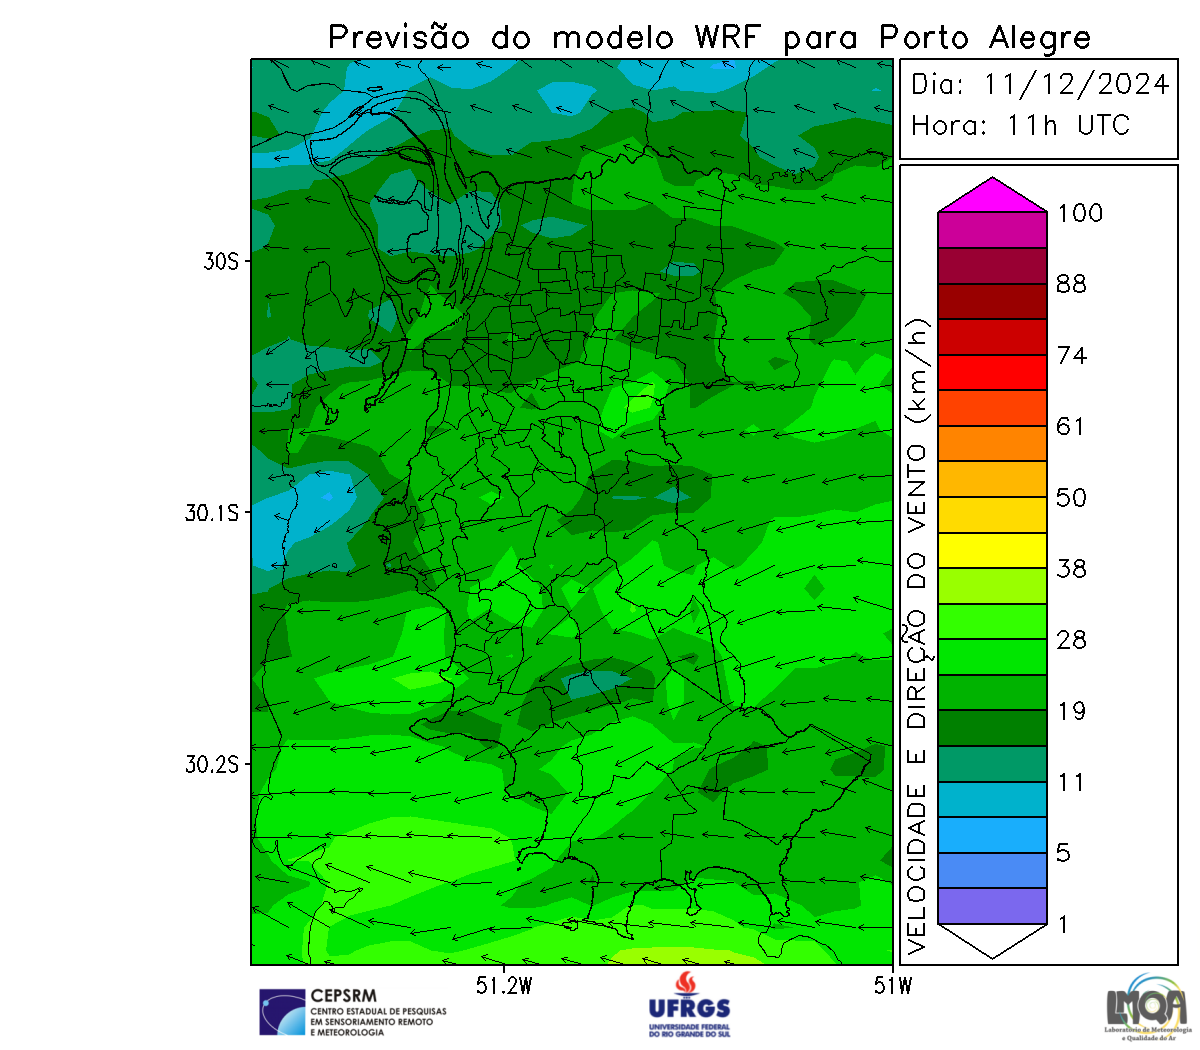 Previsão do modelo WRF para Porto Alegre
Dia: 11/12/2024
Hora: 11h UTC
30S
30.1S
30.2S
51.2W
51W
VELOCIDADE E DIREÇÃO DO VENTO (km/h)
100
88
74
61
50
38
28
19
11
5
1
CEPSRM
CENTRO ESTADUAL DE PESQUISAS
EM SENSORIAMENTO REMOTO
E METEOROLOGIA
UFRGS
UNIVERSIDADE FEDERAL
DO RIO GRANDE DO SUL
LMQA
Laboratório de Meteorologia
e Qualidade do Ar